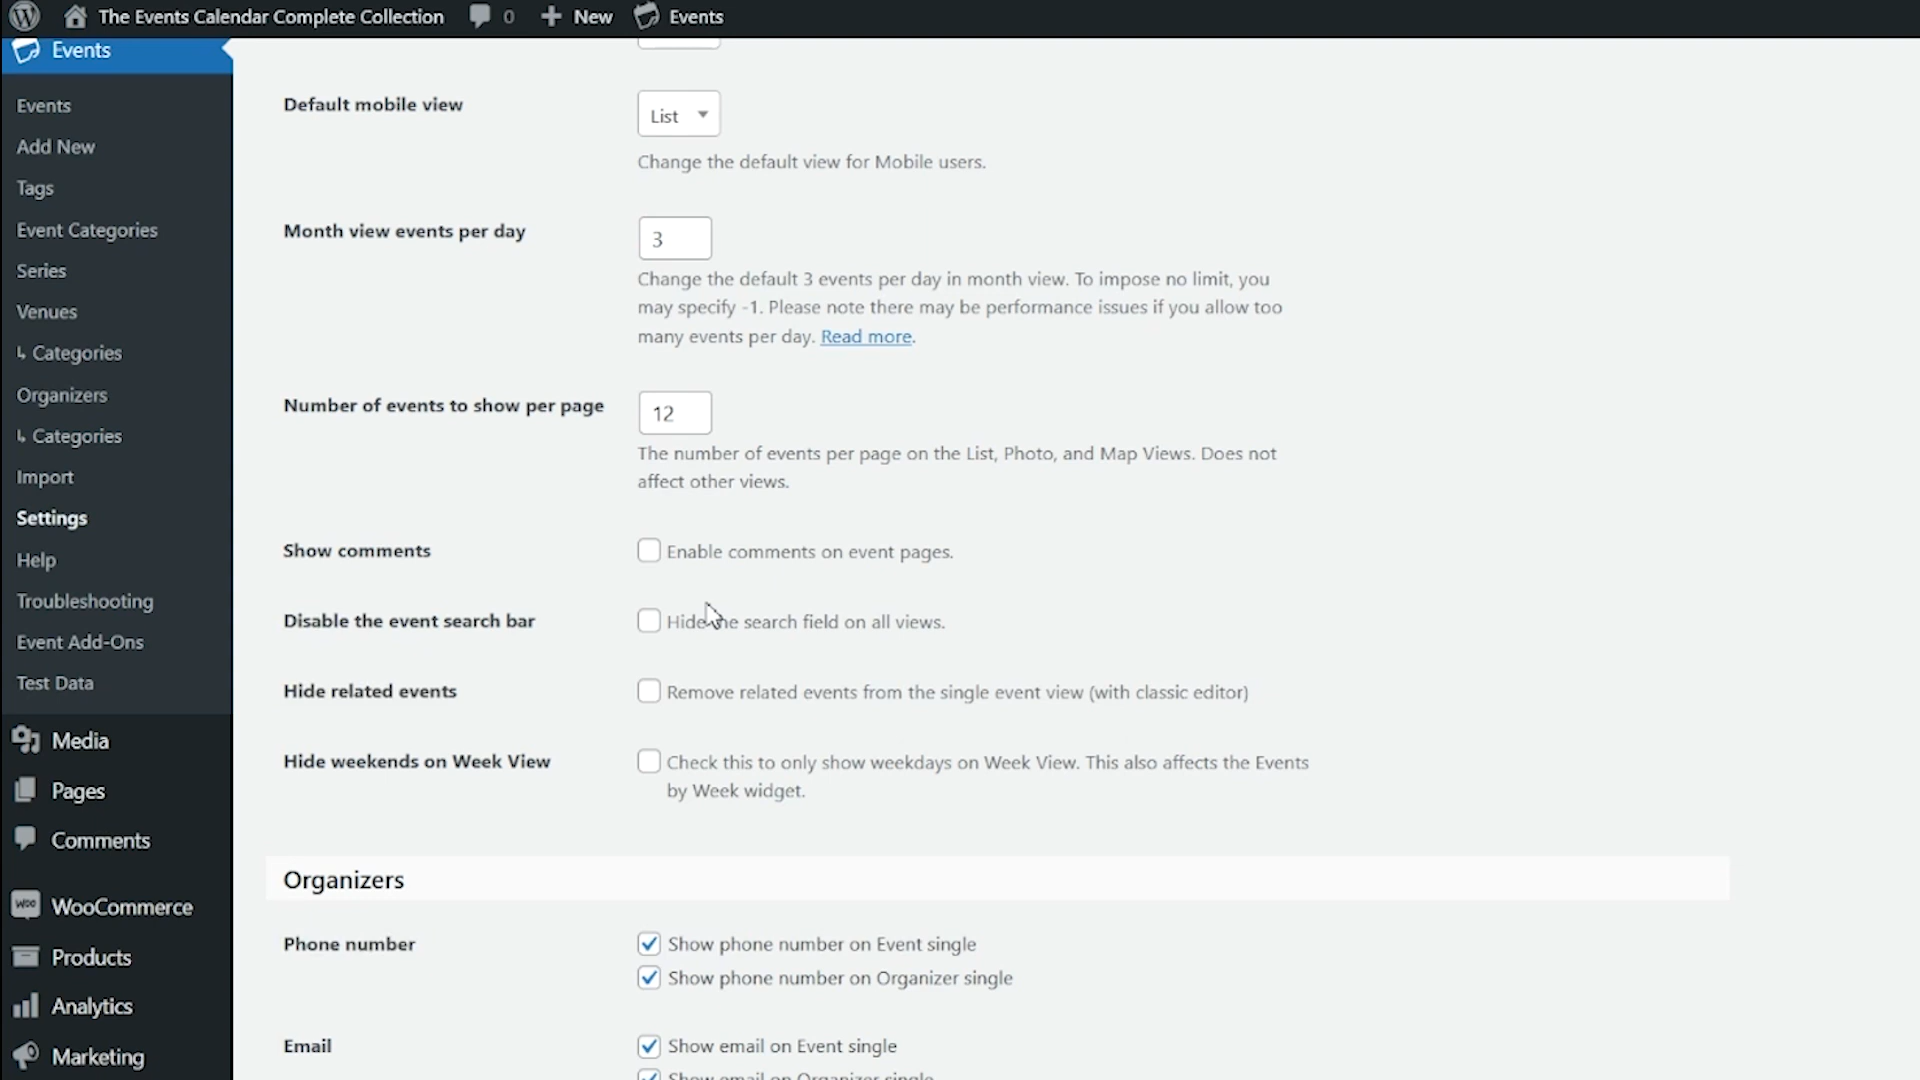 The Events Calendar Complete Collection 0 New Events
Events
Events
Add New
Tags
Event Categories
Series
Venues
↳ Categories
Organizers
↳ Categories
Import
Settings
Help
Troubleshooting
Event Add-Ons
Test Data
Media
Pages
Comments
WooCommerce
Products
Analytics
Marketing
Default mobile view
List
Change the default view for Mobile users.
Month view events per day
3
Change the default 3 events per day in month view. To impose no limit, you
may specify -1. Please note there may be performance issues if you allow too
many events per day. Read more.
Number of events to show per page
12
The number of events per page on the List, Photo, and Map Views. Does not
affect other views.
Show comments
Enable comments on event pages.
Disable the event search bar
Hide the search field on all views.
Hide related events
Remove related events from the single event view (with classic editor)
Hide weekends on Week View
Check this to only show weekdays on Week View. This also affects the Events
by Week widget.
Organizers
Phone number
Show phone number on Event single
Show phone number on Organizer single
Email
Show email on Event single
Show email on Organizer single